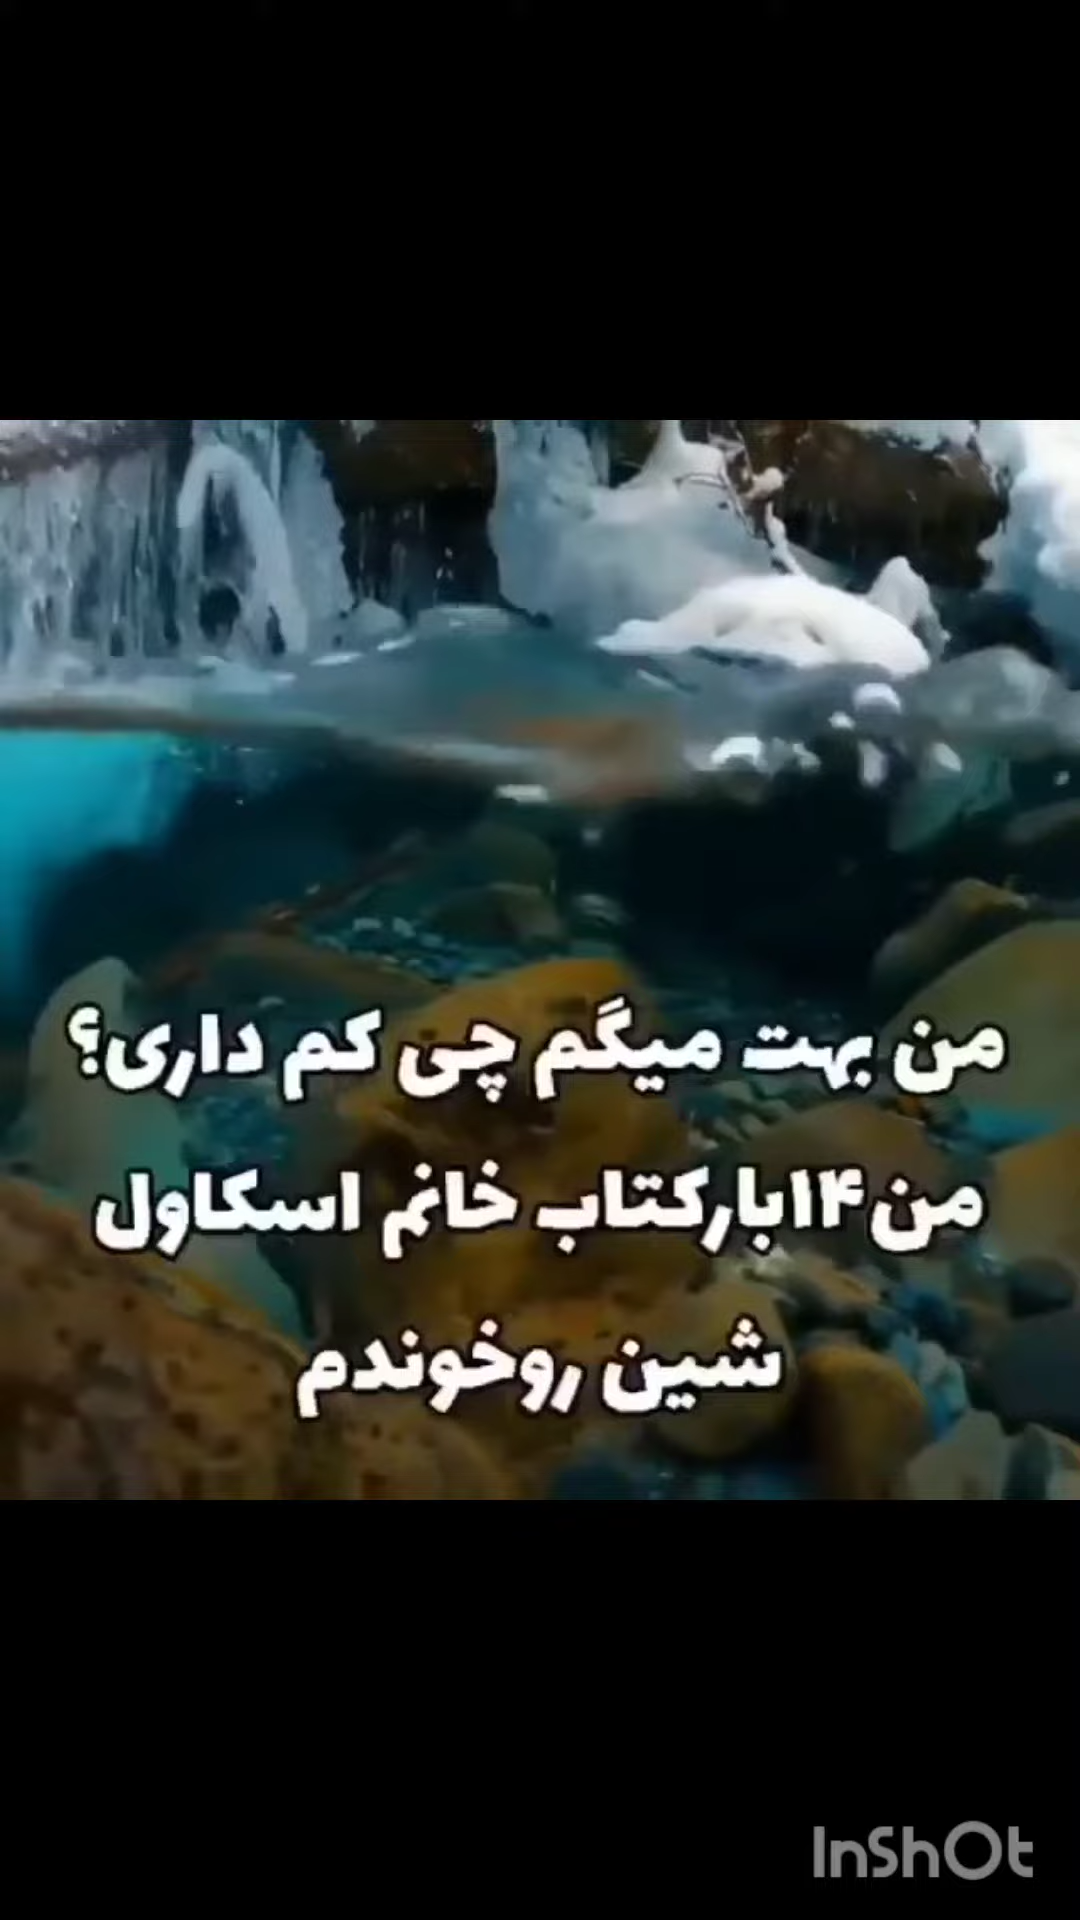 من بهت میگم چی کم داری؟
من۱۴بارکتاب خانم اسکاول
شین روخوندم
InShOt